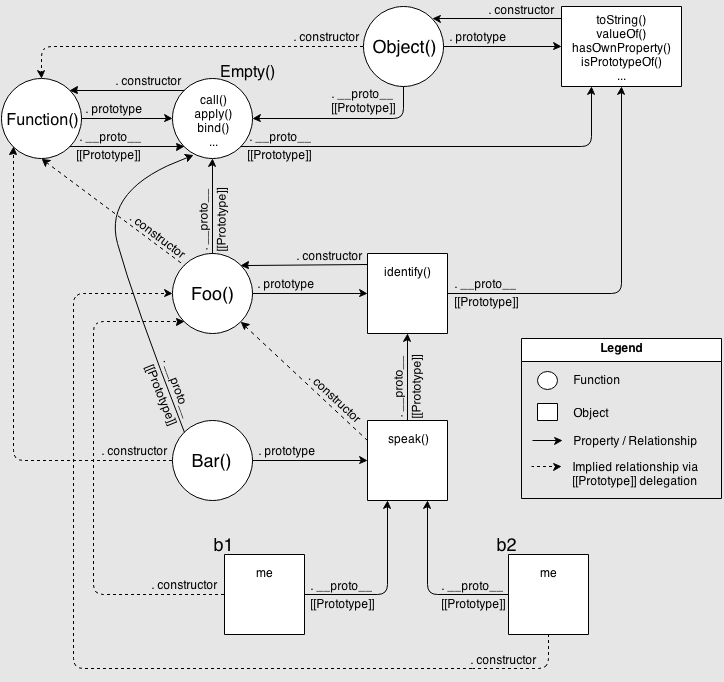 . constructor
toString()
valueOf()
hasOwnProperty()
isPrototypeOf()
...
Object()
. prototype
. constructor
Empty()
. constructor
. __proto__
[[Prototype]]
call()
apply()
bind()
...
Function()
. prototype
. __proto__
[[Prototype]]
. __proto__
[[Prototype]]
. __proto__
[[Prototype]]
. constructor
. constructor
Foo()
. prototype
identify()
. __proto__
[[Prototype]]
. __proto__
[[Prototype]]
. __proto__
[[Prototype]]
. constructor
Bar()
. constructor
. prototype
speak()
Legend
Function
Object
Property / Relationship
Implied relationship via
[[Prototype]] delegation
b1
me
. constructor
. __proto__
[[Prototype]]
b2
me
. __proto__
[[Prototype]]
. constructor